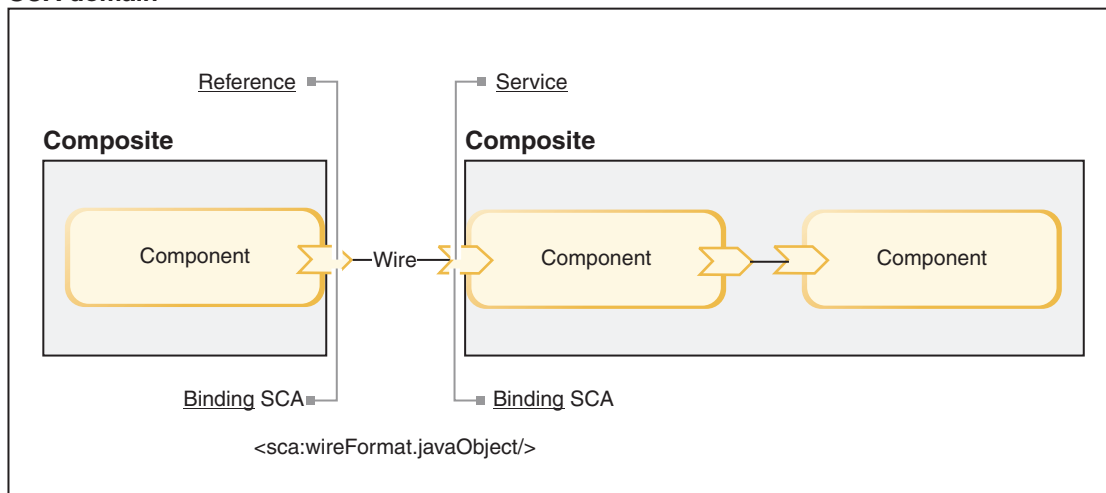 Reference
Service
Composite
Composite
Component
Wire
Component
Component
Binding SCA
Binding SCA
<sca:wireFormat.javaObject/>